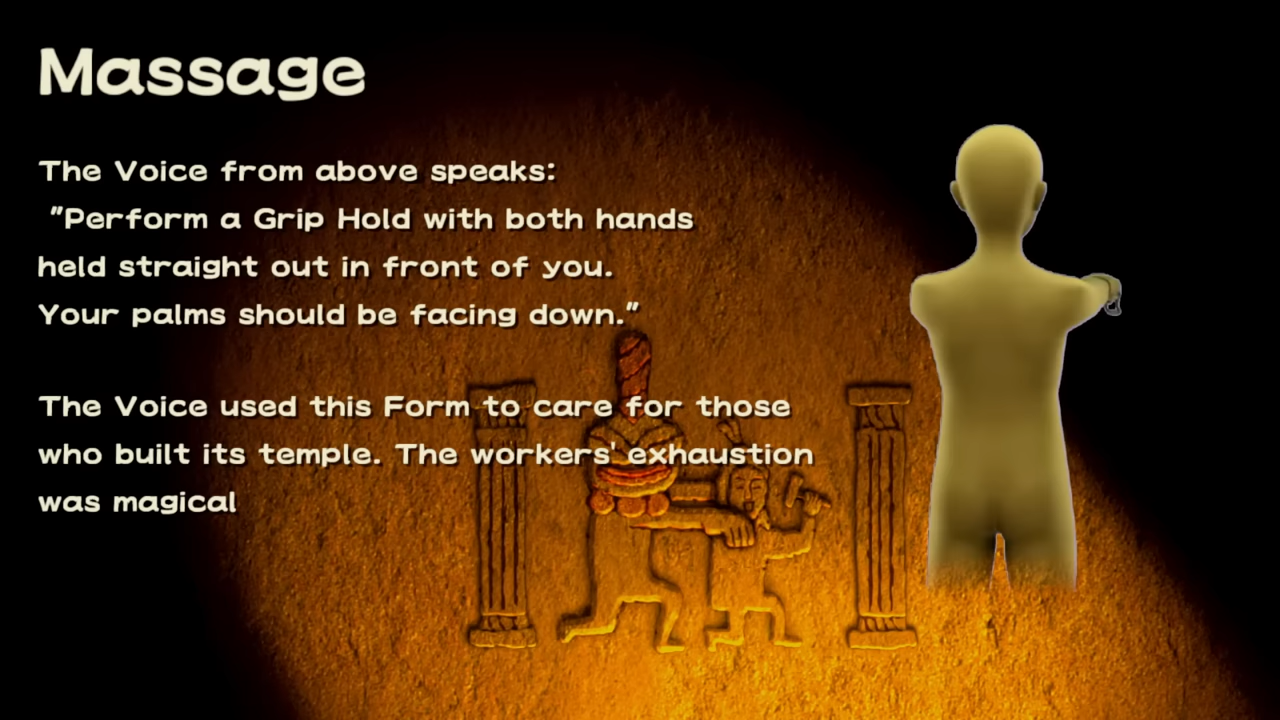 Massage
The Voice from above speaks:
"Perform a Grip Hold with both hands
held straight out in front of you.
Your palms should be facing down."
The Voice used this Form to care for those
who built its temple. The workers' exhaustion
was magical